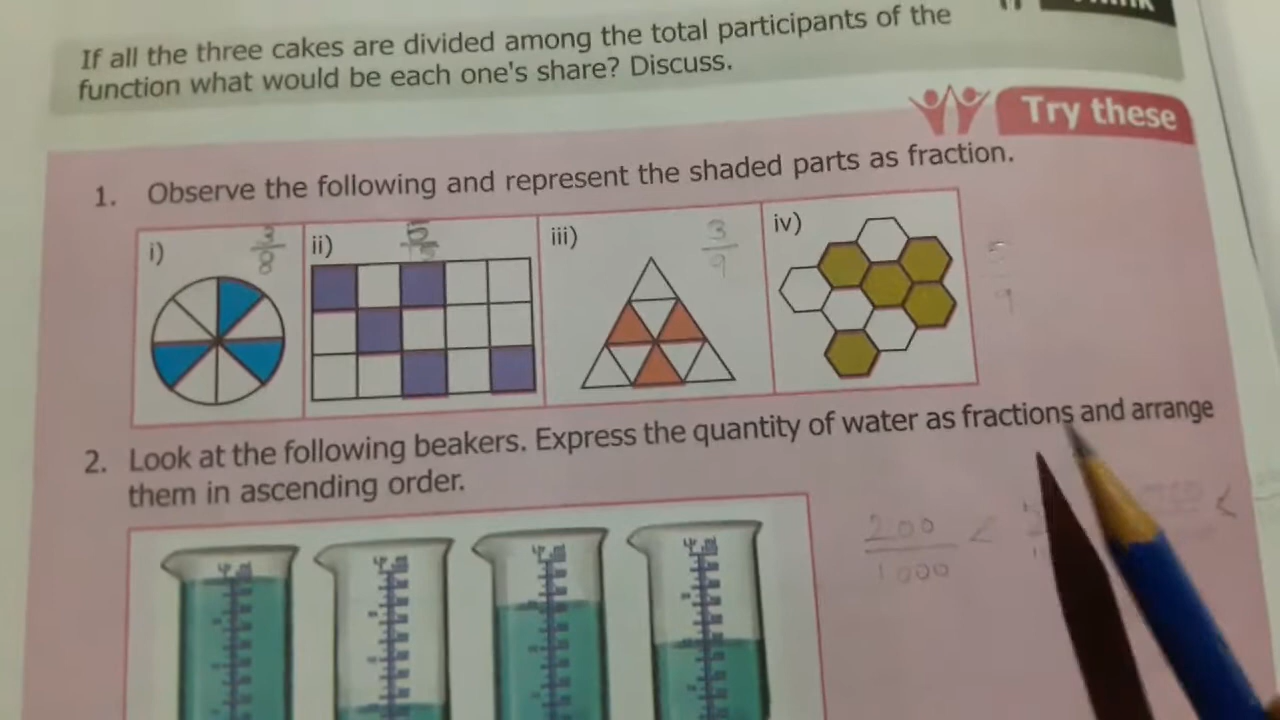 If all the three cakes are divided among the total participants of the
function what would be each one's share? Discuss.
Try these
1. Observe the following and represent the shaded parts as fraction.
i)
3
8
ii)
5
15
iii)
3
9
iv)
2. Look at the following beakers. Express the quantity of water as fractions and arrange
them in ascending order.
200 <
1000
<